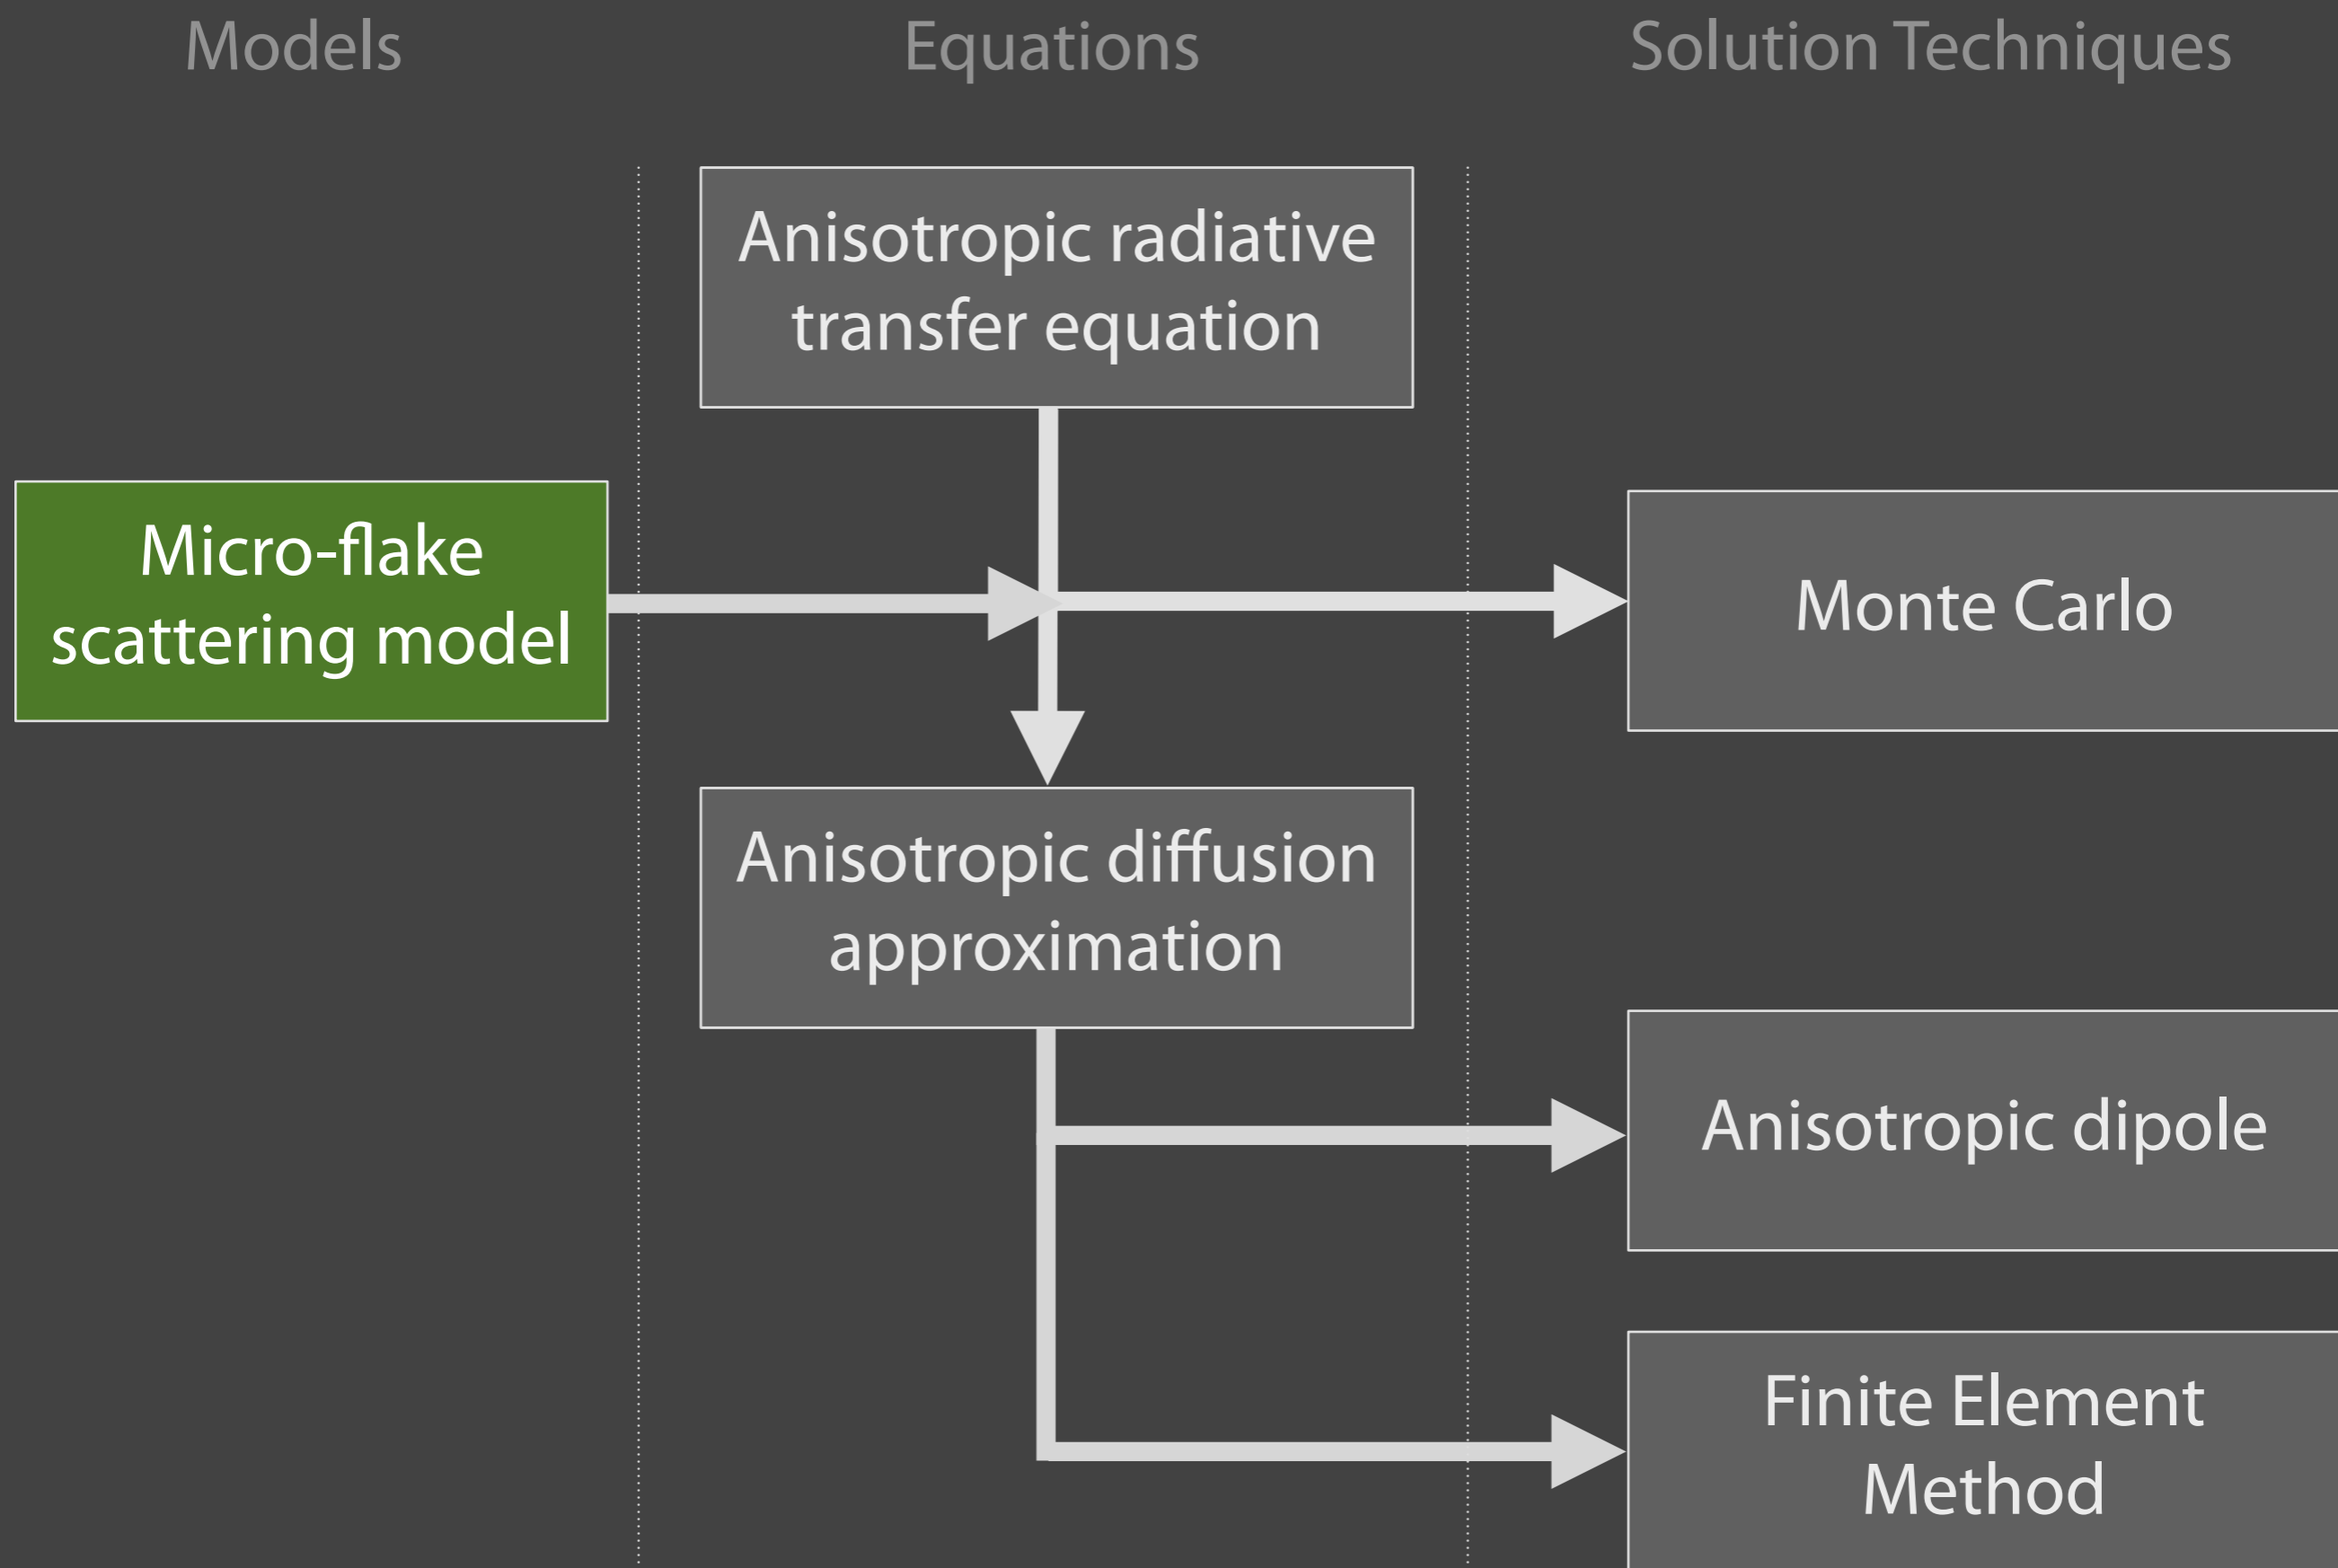 Models
Equations
Solution Techniques
Anisotropic radiative
transfer equation
Micro-flake
scattering model
Monte Carlo
Anisotropic diffusion
approximation
Anisotropic dipole
Finite Element
Method